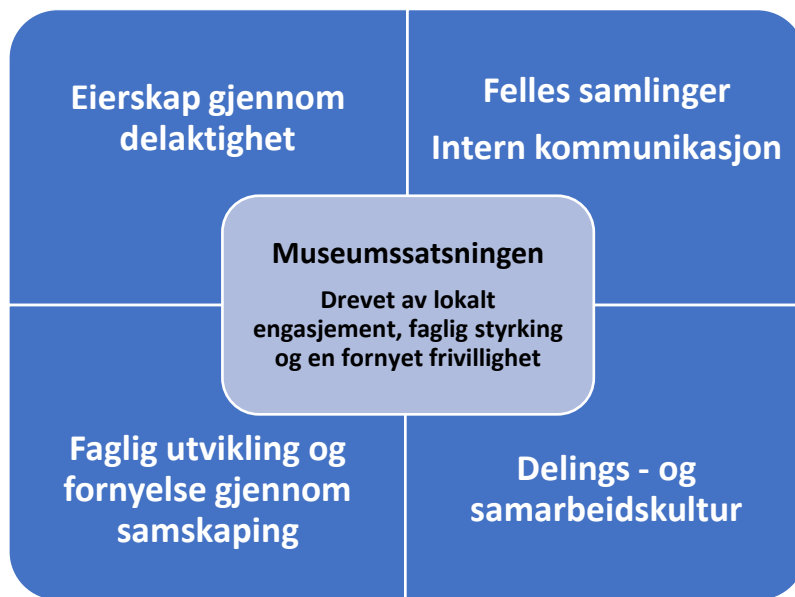 Eierskap gjennom
delaktighet
Felles samlinger
Intern kommunikasjon
Museumssatsningen
Drevet av lokalt
engasjement, faglig styrking
og en fornyet frivillighet
Faglig utvikling og
fornyelse gjennom
samskaping
Delings - og
samarbeidskultur